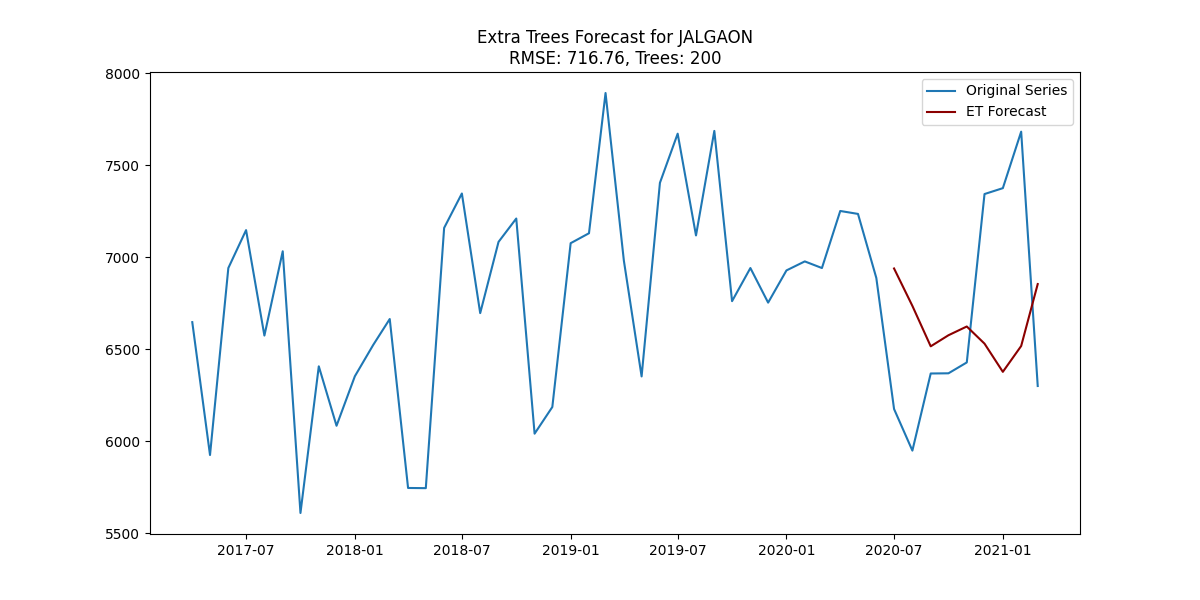 Extra Trees Forecast for JALGAON
RMSE: 716.76, Trees: 200
Original Series
ET Forecast
8000
7500
7000
6500
6000
5500
2017-07 2018-01 2018-07 2019-01 2019-07 2020-01 2020-07 2021-01